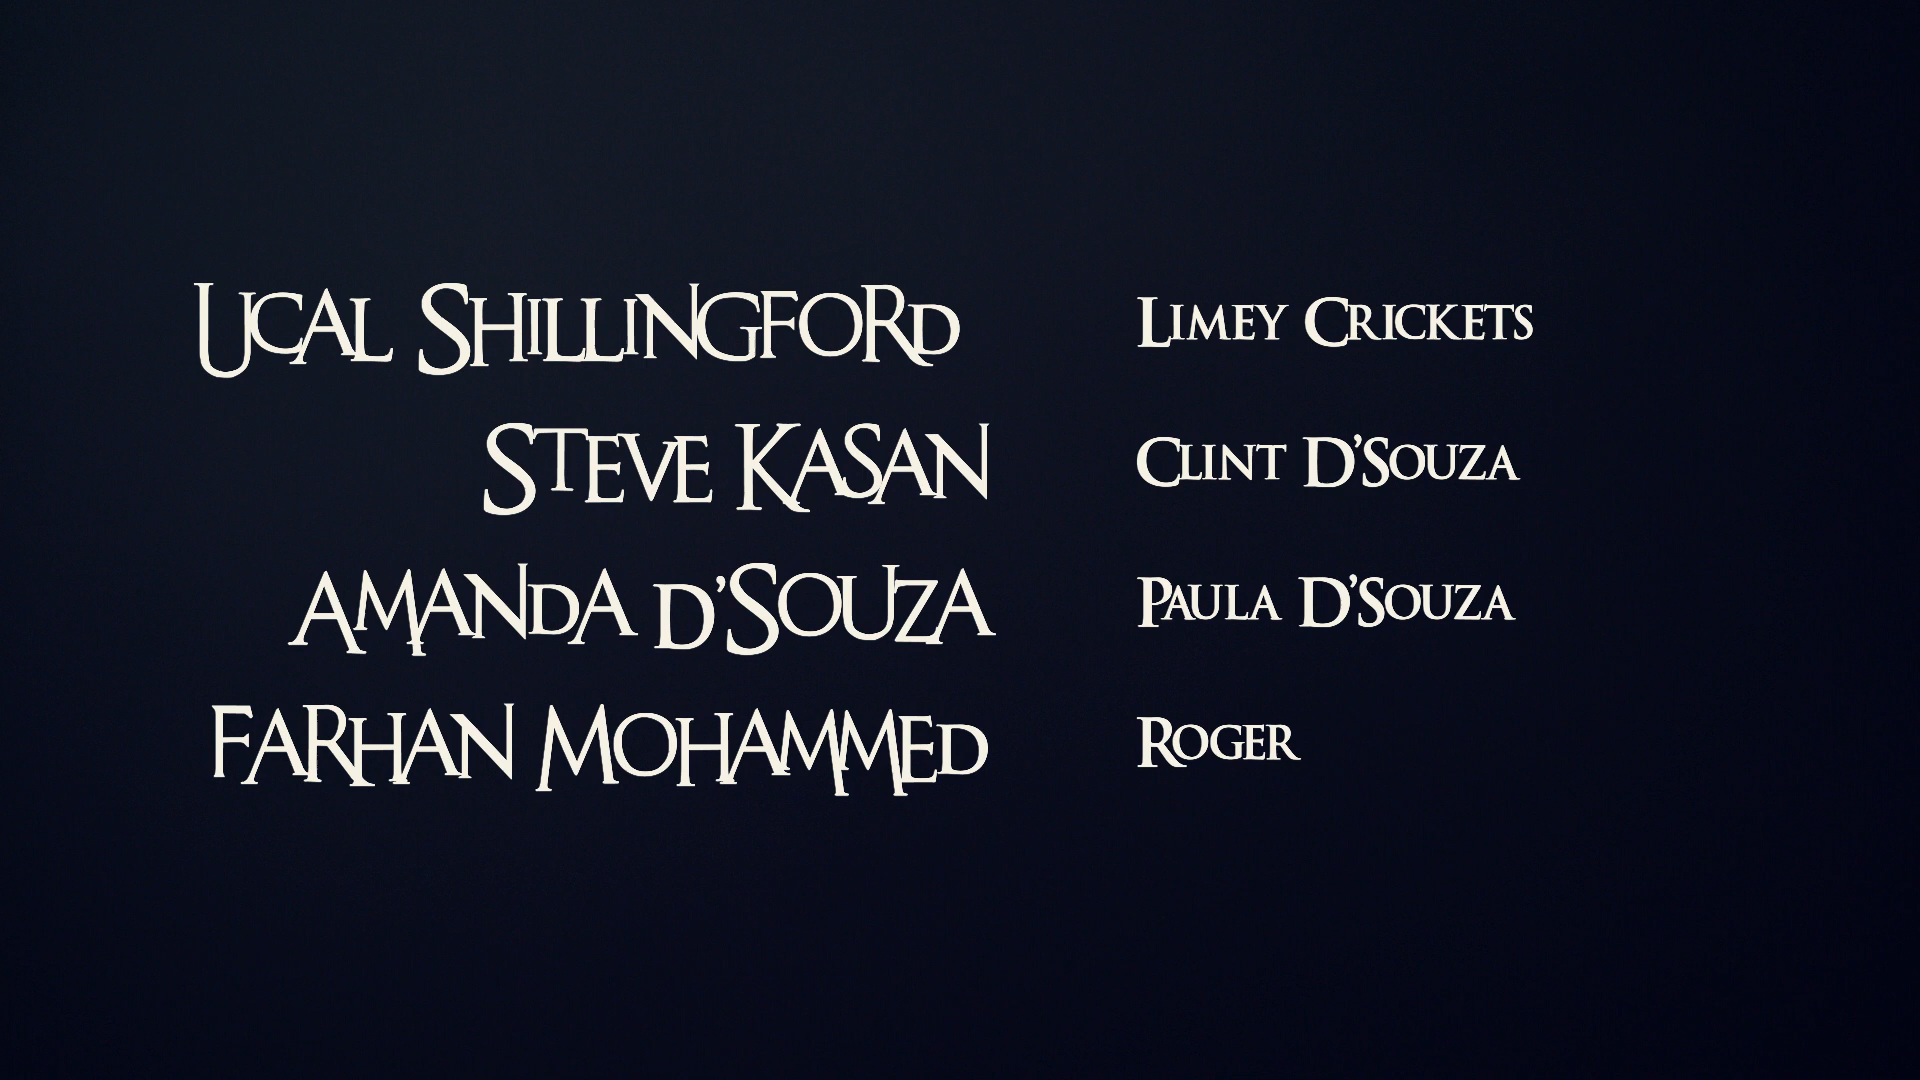 Ucal Shillingford Limey Crickets
Steve Kasan Clint D’Souza
Amanda D’Souza Paula D’Souza
Farhan Mohammed Roger